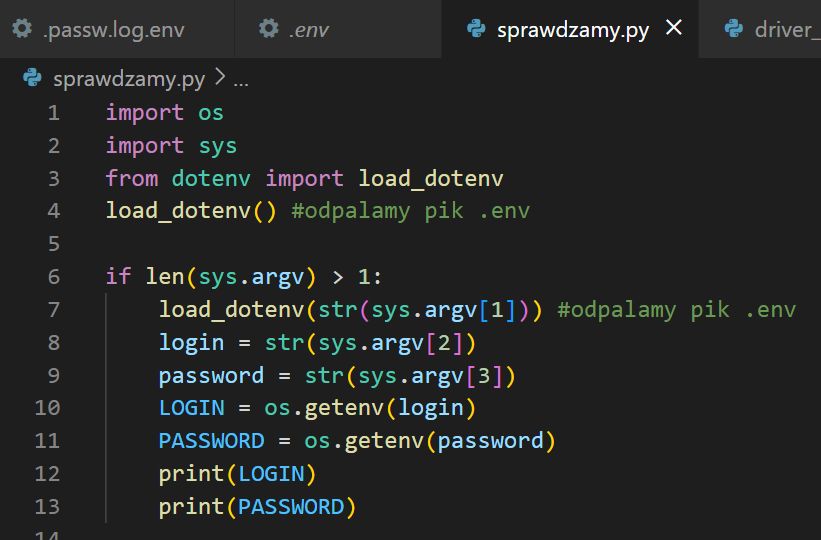 .passw.log.env .env sprawdzamy.py driver_
sprawdzamy.py > ...
1 import os
2 import sys
3 from dotenv import load_dotenv
4 load_dotenv() #odpalamy pik .env
5
6 if len(sys.argv) > 1:
7 load_dotenv(str(sys.argv[1])) #odpalamy pik .env
8 login = str(sys.argv[2])
9 password = str(sys.argv[3])
10 LOGIN = os.getenv(login)
11 PASSWORD = os.getenv(password)
12 print(LOGIN)
13 print(PASSWORD)
14